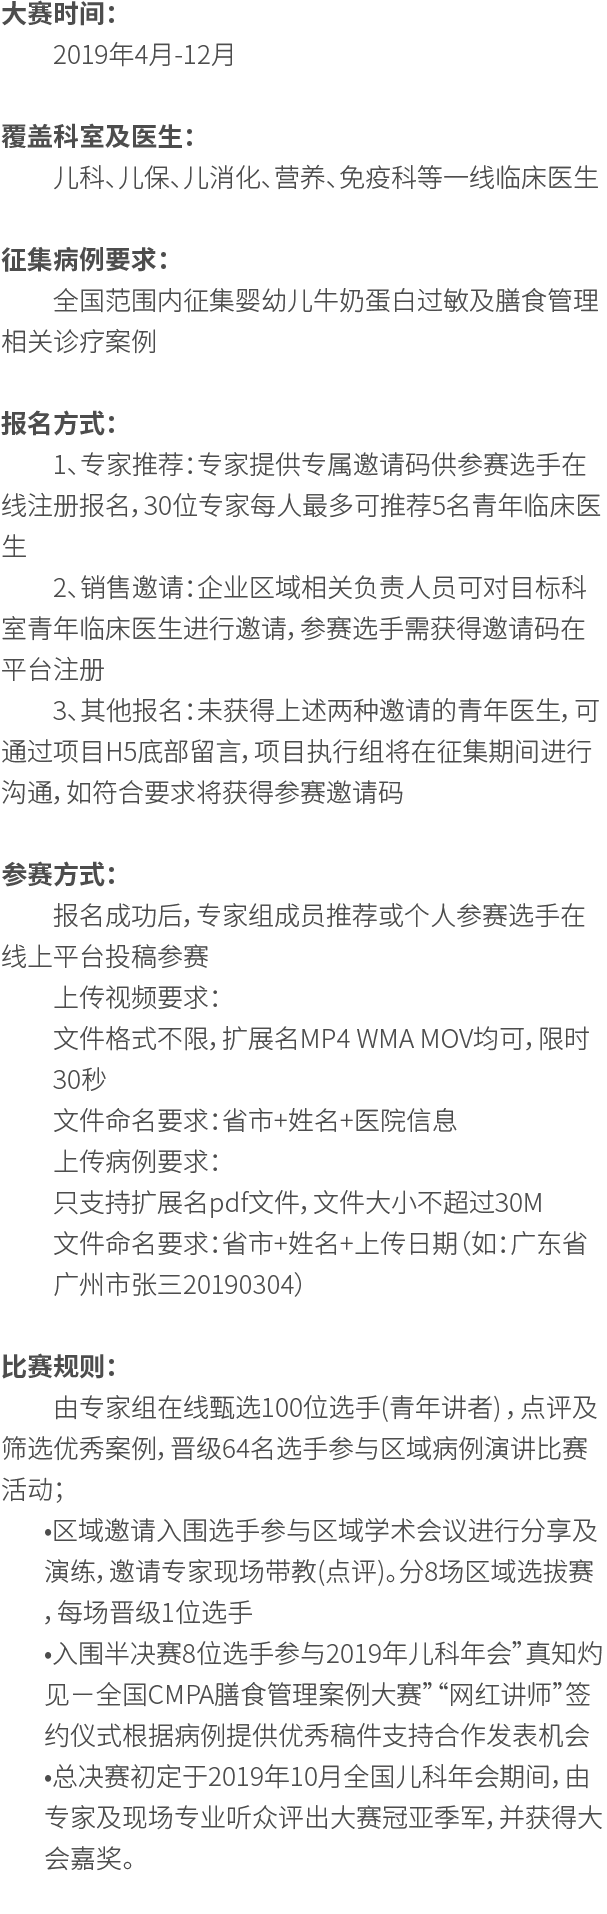 大赛时间：
2019年4月-12月
覆盖科室及医生：
儿科、儿保、儿消化、营养、免疫科等一线临床医生
征集病例要求：
全国范围内征集婴幼儿牛奶蛋白过敏及膳食管理
相关诊疗案例
报名方式：
1、专家推荐：专家提供专属邀请码供参赛选手在
线注册报名，30位专家每人最多可推荐5名青年临床医
生
2、销售邀请：企业区域相关负责人员可对目标科
室青年临床医生进行邀请，参赛选手需获得邀请码在
平台注册
3、其他报名：未获得上述两种邀请的青年医生，可
通过项目H5底部留言，项目执行组将在征集期间进行
沟通，如符合要求将获得参赛邀请码
参赛方式：
报名成功后，专家组成员推荐或个人参赛选手在
线上平台投稿参赛
上传视频要求：
文件格式不限，扩展名MP4 WMA MOV均可，限时
30秒
文件命名要求：省市+姓名+医院信息
上传病例要求：
只支持扩展名pdf文件，文件大小不超过30M
文件命名要求：省市+姓名+上传日期（如：广东省
广州市张三20190304）
比赛规则：
由专家组在线甄选100位选手(青年讲者) ，点评及
筛选优秀案例，晋级64名选手参与区域病例演讲比赛
活动；
•区域邀请入围选手参与区域学术会议进行分享及
演练，邀请专家现场带教(点评)。分8场区域选拔赛
，每场晋级1位选手
•入围半决赛8位选手参与2019年儿科年会”真知灼
见－全国CMPA膳食管理案例大赛” “网红讲师”签
约仪式根据病例提供优秀稿件支持合作发表机会
•总决赛初定于2019年10月全国儿科年会期间，由
专家及现场专业听众评出大赛冠亚季军，并获得大
会嘉奖。